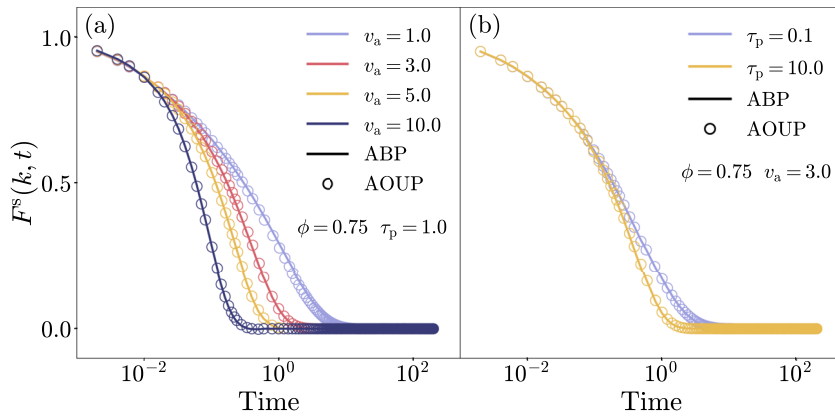 (a)
v_a = 1.0
v_a = 3.0
v_a = 5.0
v_a = 10.0
ABP
AOUP
ϕ = 0.75 τ_p = 1.0
F^s(k, t)
1.0
0.5
0.0
10^−2
10^0
10^2
Time
(b)
τ_p = 0.1
τ_p = 10.0
ABP
AOUP
ϕ = 0.75 v_a = 3.0
10^−2
10^0
10^2
Time